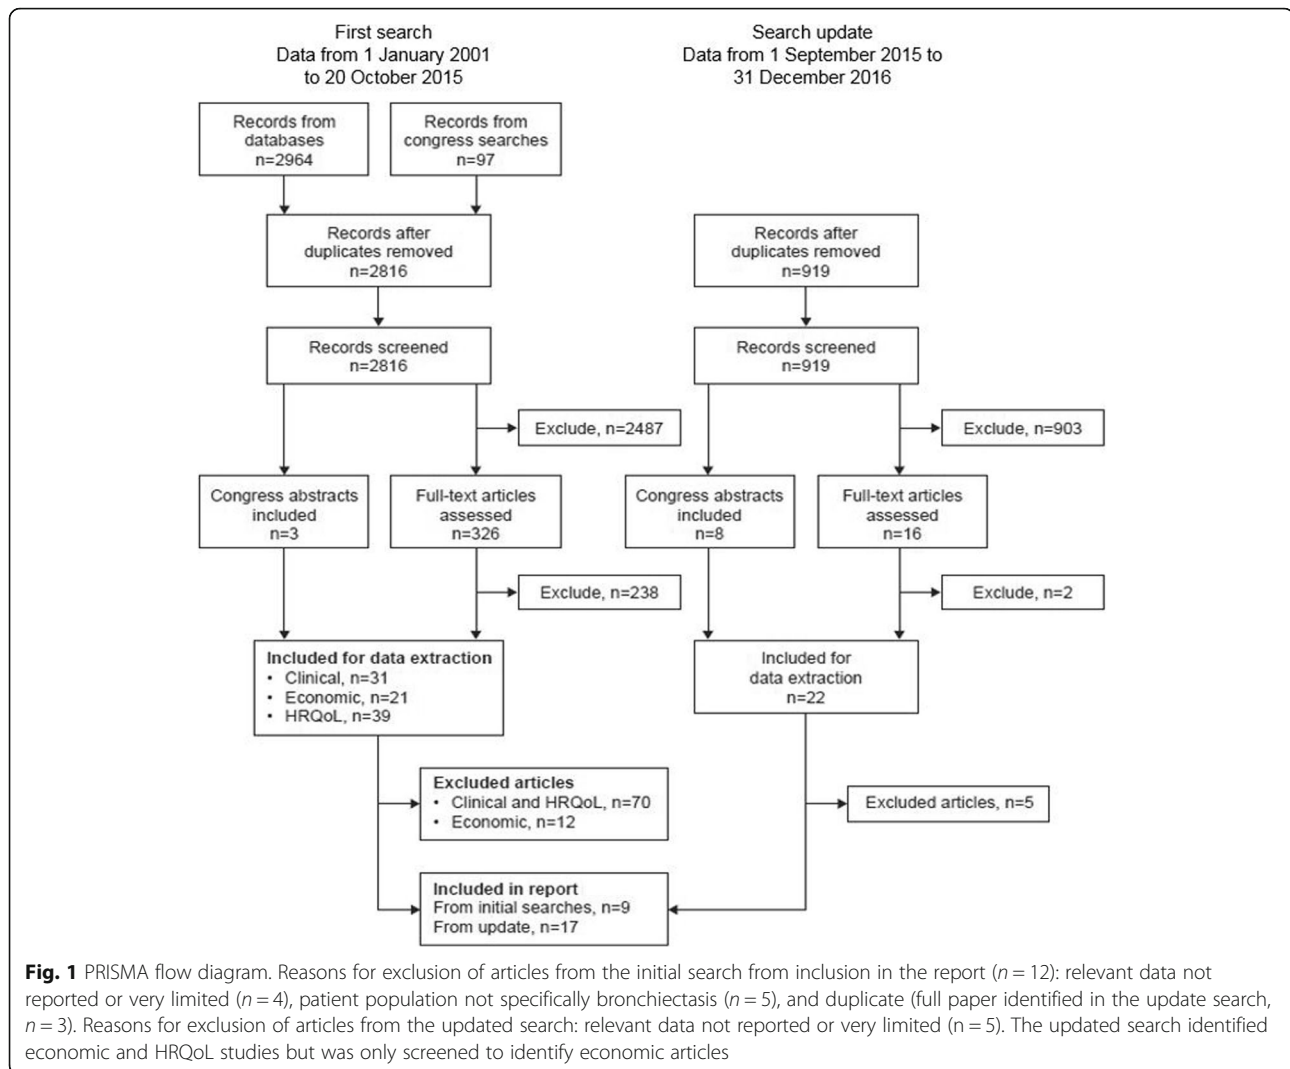 First search
Data from 1 January 2001
to 20 October 2015
Search update
Data from 1 September 2015 to
31 December 2016
Records from
databases
n=2964
Records from
congress searches
n=97
Records after
duplicates removed
n=2816
Records after
duplicates removed
n=919
Records screened
n=2816
Records screened
n=919
Exclude, n=2487
Exclude, n=903
Congress abstracts
included
n=3
Full-text articles
assessed
n=326
Congress abstracts
included
n=8
Full-text articles
assessed
n=16
Exclude, n=238
Exclude, n=2
Included for data extraction
• Clinical, n=31
• Economic, n=21
• HRQoL, n=39
Included for
data extraction
n=22
Excluded articles
• Clinical and HRQoL, n=70
• Economic, n=12
Excluded articles, n=5
Included in report
From initial searches, n=9
From update, n=17
Fig. 1 PRISMA flow diagram. Reasons for exclusion of articles from the initial search from inclusion in the report (n = 12): relevant data not
reported or very limited (n = 4), patient population not specifically bronchiectasis (n = 5), and duplicate (full paper identified in the update search,
n = 3). Reasons for exclusion of articles from the updated search: relevant data not reported or very limited (n = 5). The updated search identified
economic and HRQoL studies but was only screened to identify economic articles